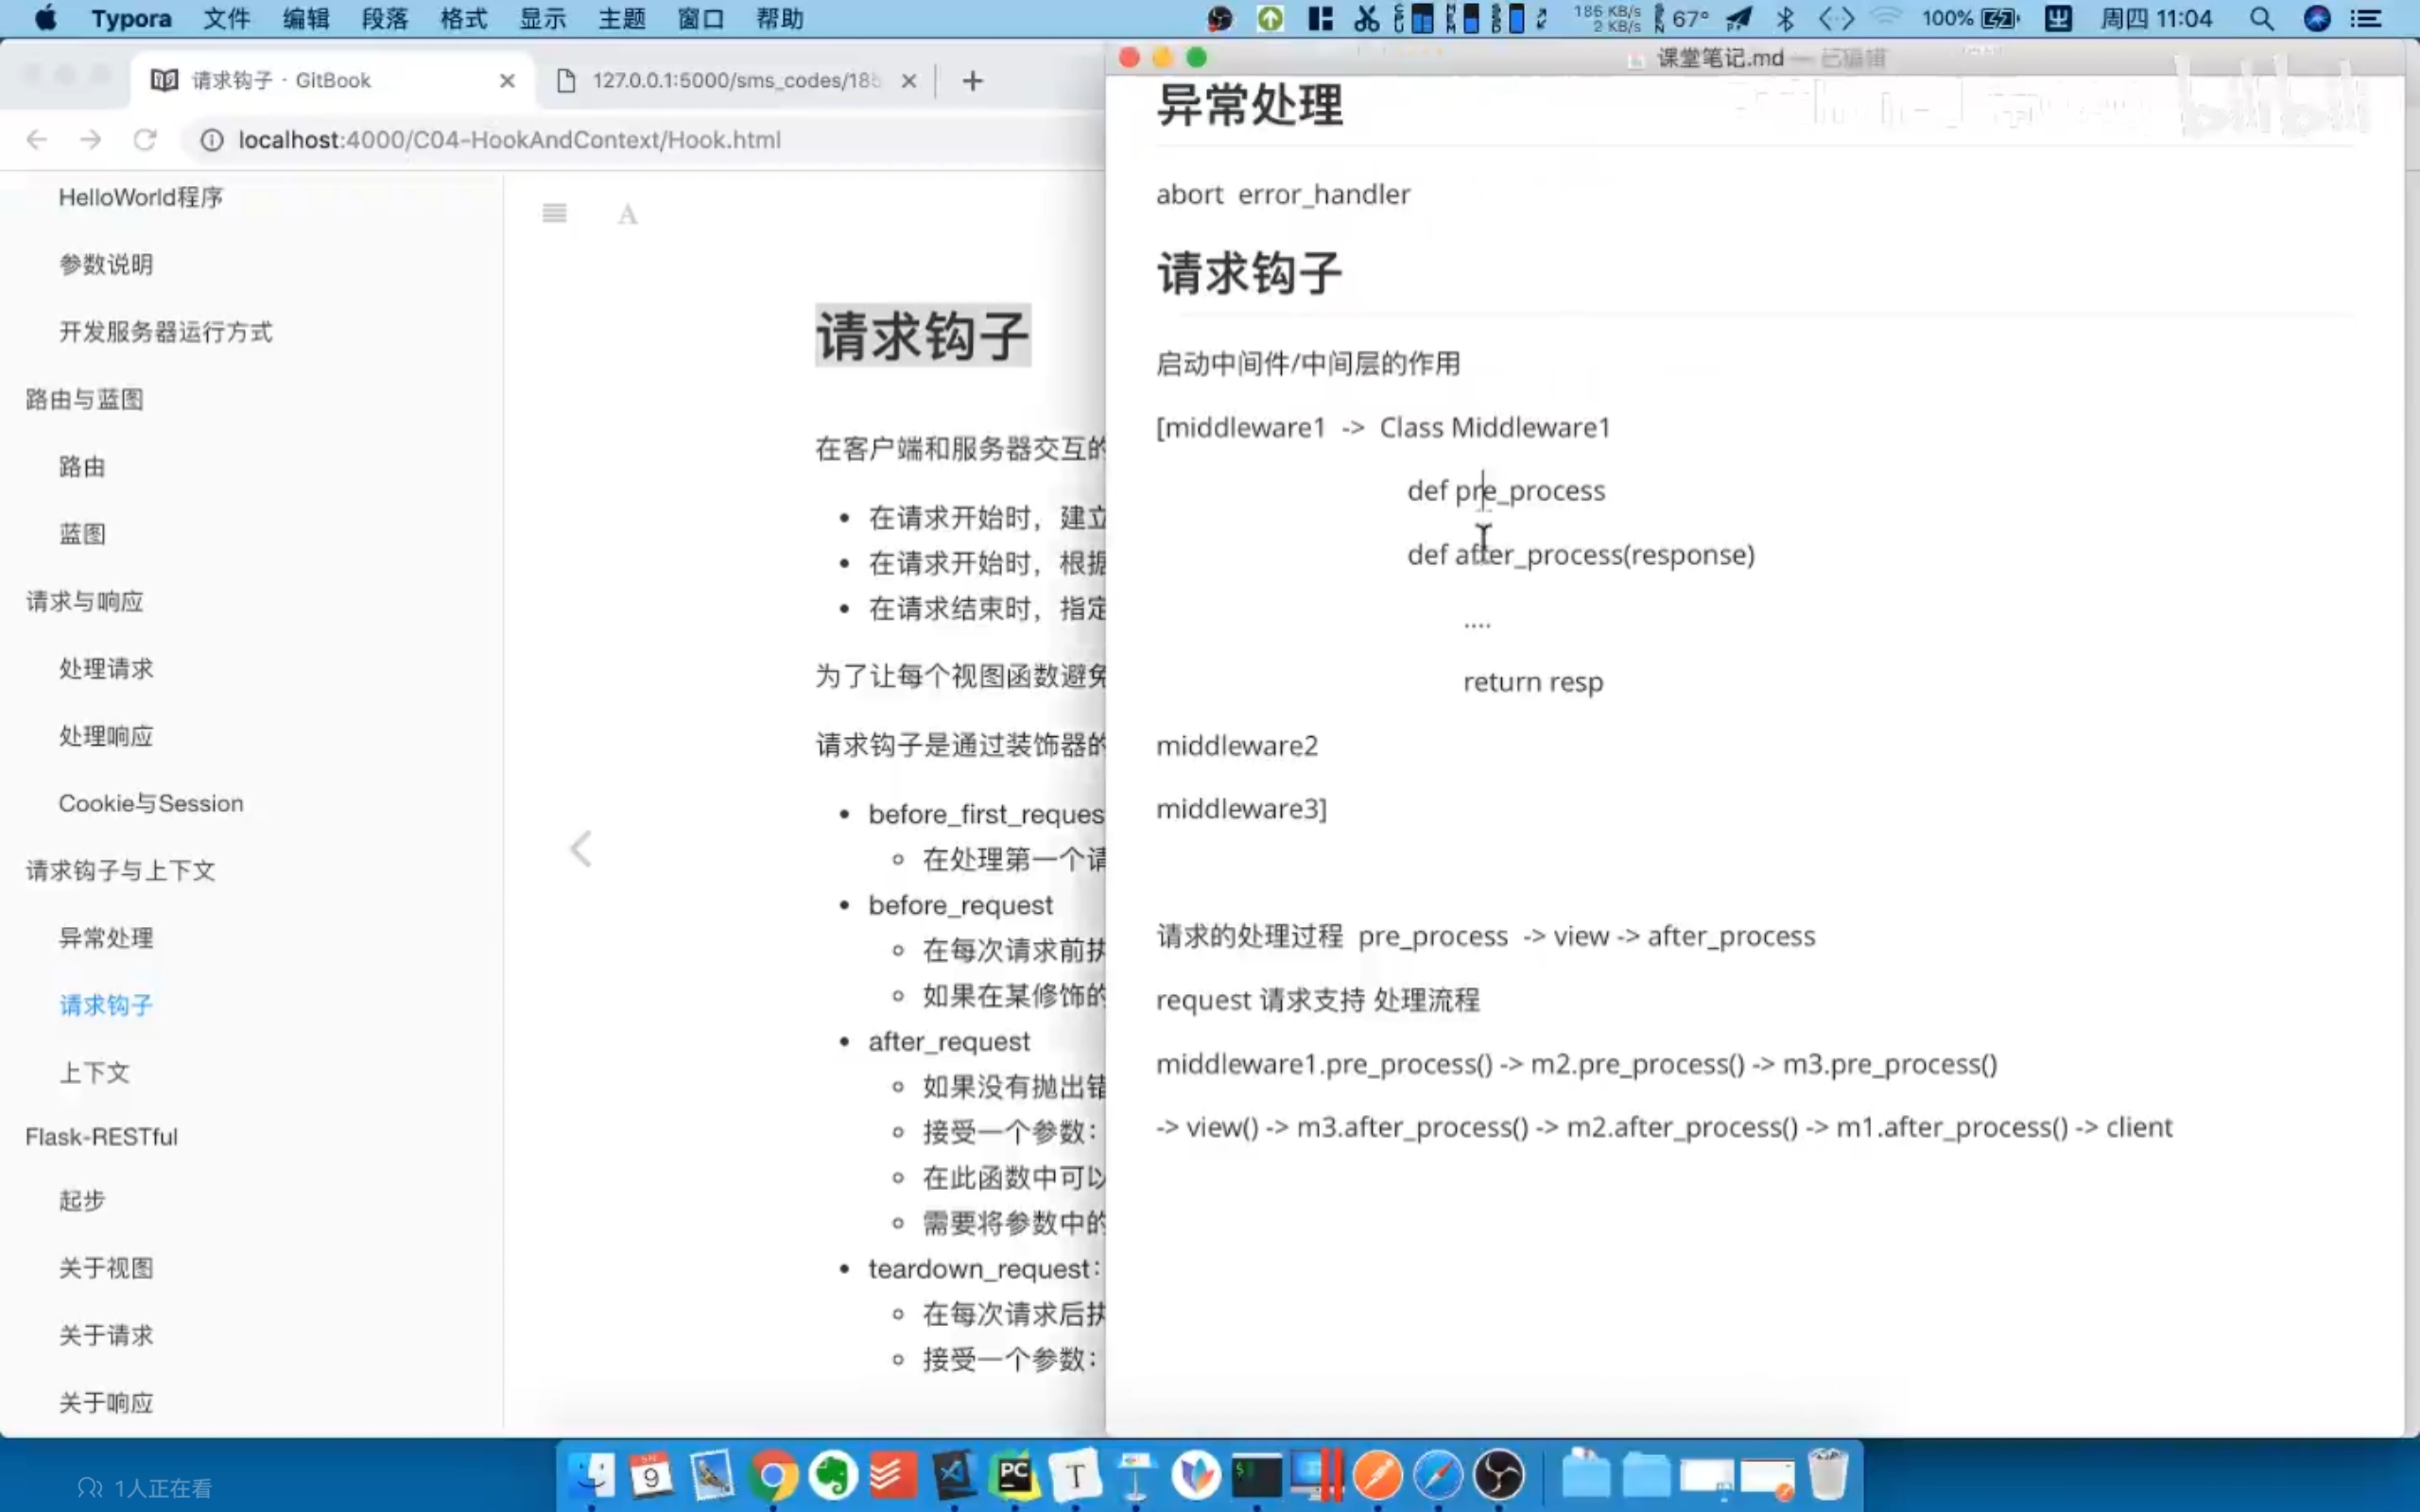 Typora 文件 编辑 段落 格式 显示 主题 窗口 帮助
186 KB/s
2 KB/s
67° 100% 周四 11:04
请求钩子 · GitBook
127.0.0.1:5000/sms_codes/18
localhost:4000/C04-HookAndContext/Hook.html
HelloWorld程序
参数说明
开发服务器运行方式
路由与蓝图
路由
蓝图
请求与响应
处理请求
处理响应
Cookie与Session
请求钩子与上下文
异常处理
请求钩子
上下文
Flask-RESTful
起步
关于视图
关于请求
关于响应
请求钩子
在客户端和服务器交互的
在请求开始时，建立
在请求开始时，根据
在请求结束时，指定
为了让每个视图函数避免
请求钩子是通过装饰器的
before_first_reques
在处理第一个请
before_request
在每次请求前执
如果在某修饰的
after_request
如果没有抛出错
接受一个参数：
在此函数中可以
需要将参数中的
teardown_request：
在每次请求后执
接受一个参数：
课堂笔记.md — 已编辑
bilibili
异常处理
abort error_handler
请求钩子
启动中间件/中间层的作用
[middleware1 -> Class Middleware1
def pre_process
def after_process(response)
....
return resp
middleware2
middleware3]
请求的处理过程 pre_process -> view -> after_process
request 请求支持 处理流程
middleware1.pre_process() -> m2.pre_process() -> m3.pre_process()
-> view() -> m3.after_process() -> m2.after_process() -> m1.after_process() -> client
9
PC
T
1人正在看